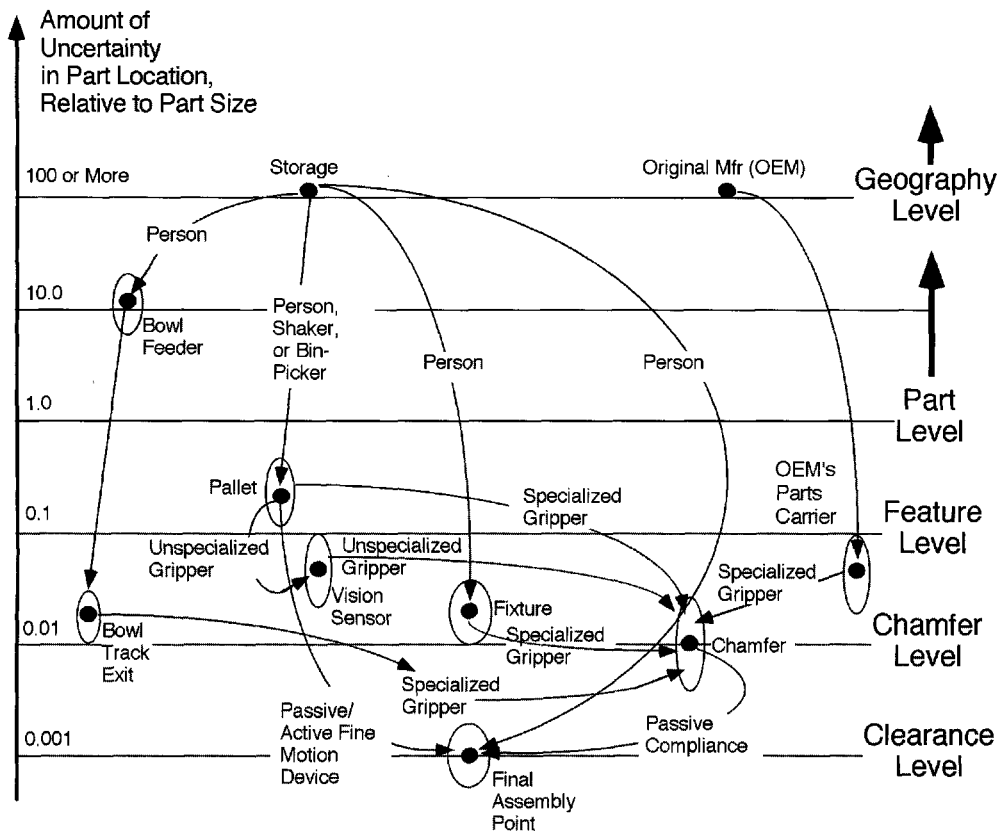 Amount of
Uncertainty
in Part Location,
Relative to Part Size
Storage
Original Mfr (OEM)
100 or More
Geography
Level
Person
10.0
Person,
Shaker,
or Bin-
Picker
Bowl
Feeder
Person
Person
1.0
Part
Level
Pallet
Specialized
Gripper
OEM's
Parts
Carrier
0.1
Feature
Level
Unspecialized
Gripper
Unspecialized
Gripper
Vision
Sensor
Specialized
Gripper
Fixture
0.01
Bowl
Track
Exit
Specialized
Gripper
Chamfer
Chamfer
Level
Specialized
Gripper
Passive/
Active Fine
Motion
Device
Passive
Compliance
0.001
Clearance
Level
Final
Assembly
Point